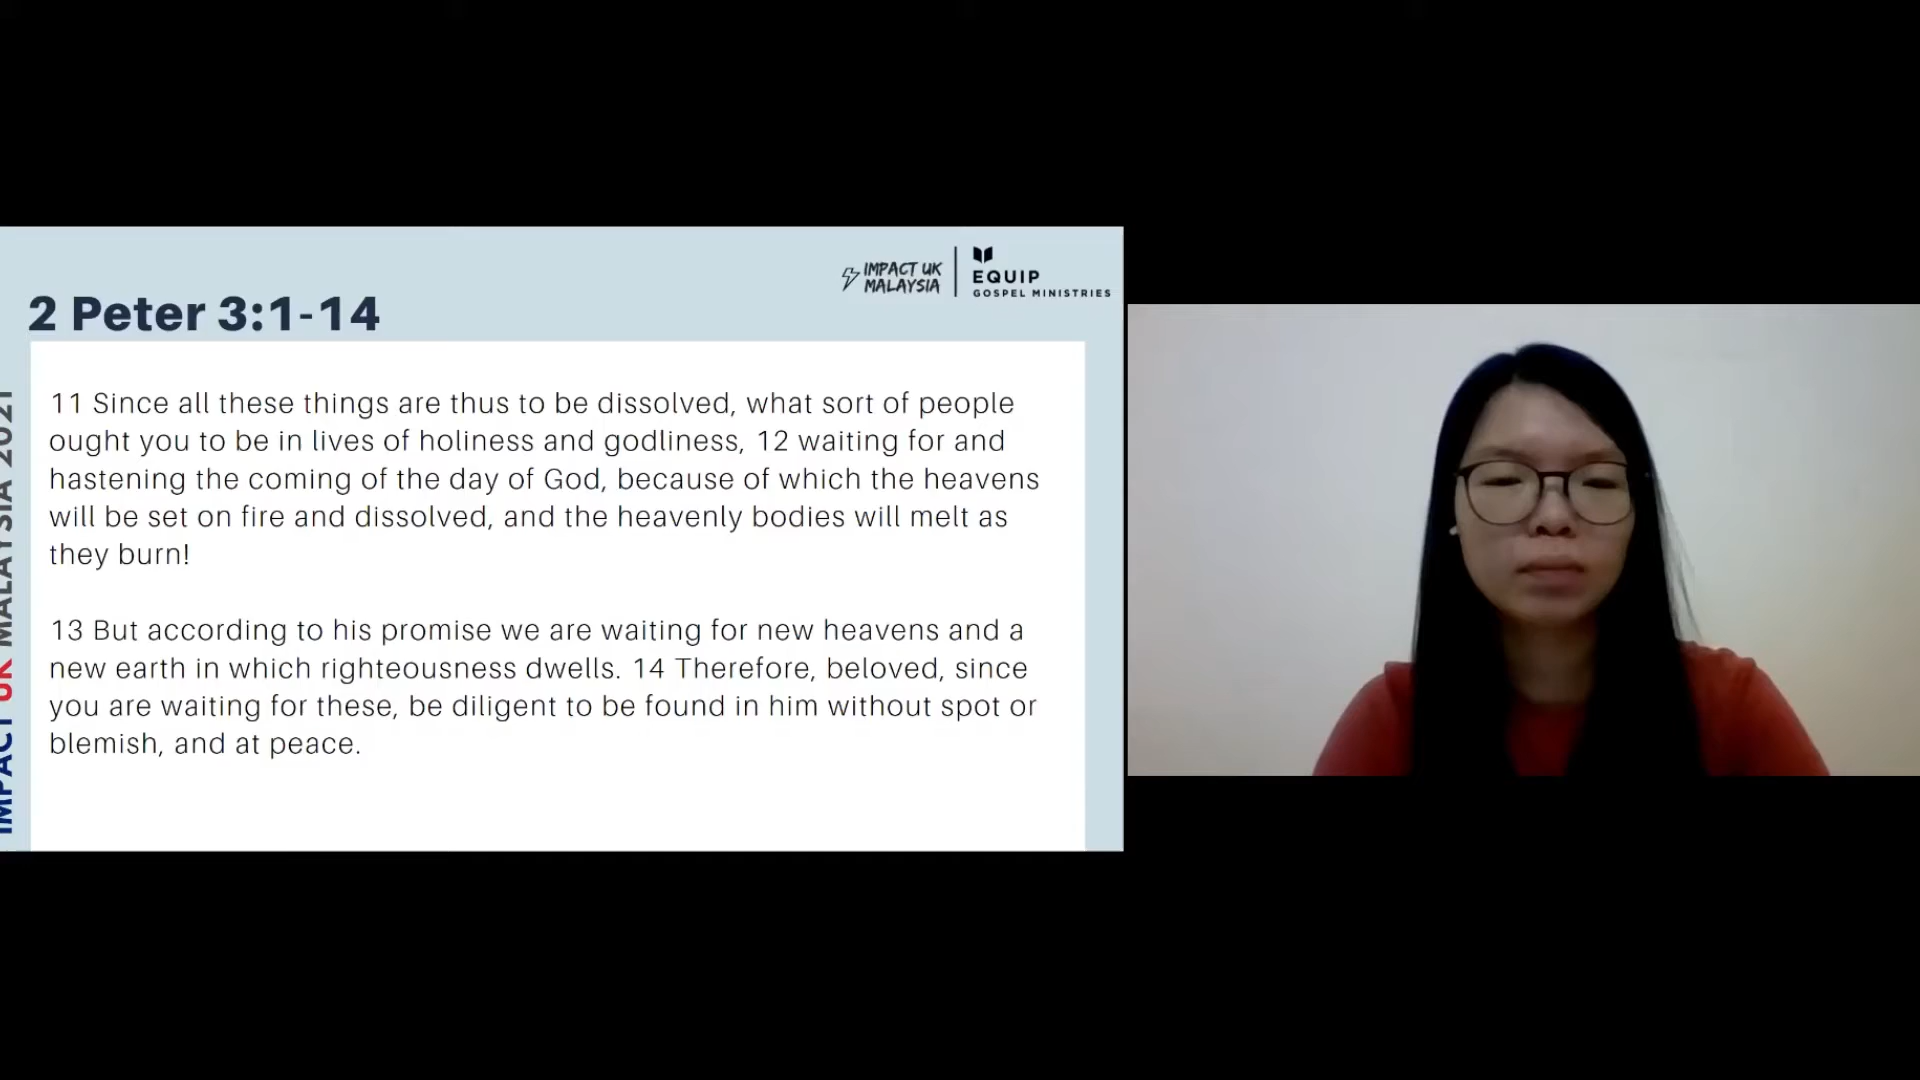 IMPACT UK
MALAYSIA
EQUIP
GOSPEL MINISTRIES
2 Peter 3:1-14
11 Since all these things are thus to be dissolved, what sort of people
ought you to be in lives of holiness and godliness, 12 waiting for and
hastening the coming of the day of God, because of which the heavens
will be set on fire and dissolved, and the heavenly bodies will melt as
they burn!
13 But according to his promise we are waiting for new heavens and a
new earth in which righteousness dwells. 14 Therefore, beloved, since
you are waiting for these, be diligent to be found in him without spot or
blemish, and at peace.
IMPACT UK MALAYSIA 2021